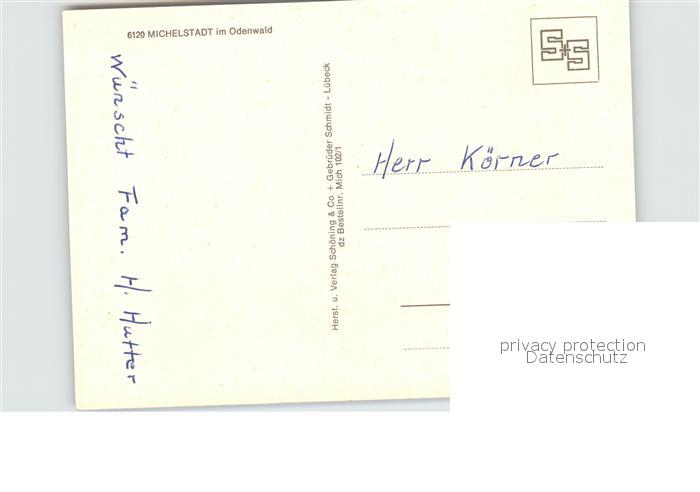 6120 MICHELSTADT im Odenwald
Wünscht Fam. H. Hutter
Herst. u. Verlag Schöning & Co + Gebrüder Schmidt - Lübeck
dz Bestellnr. Mich 102/1
S+S
Herr Körner
privacy protection
Datenschutz